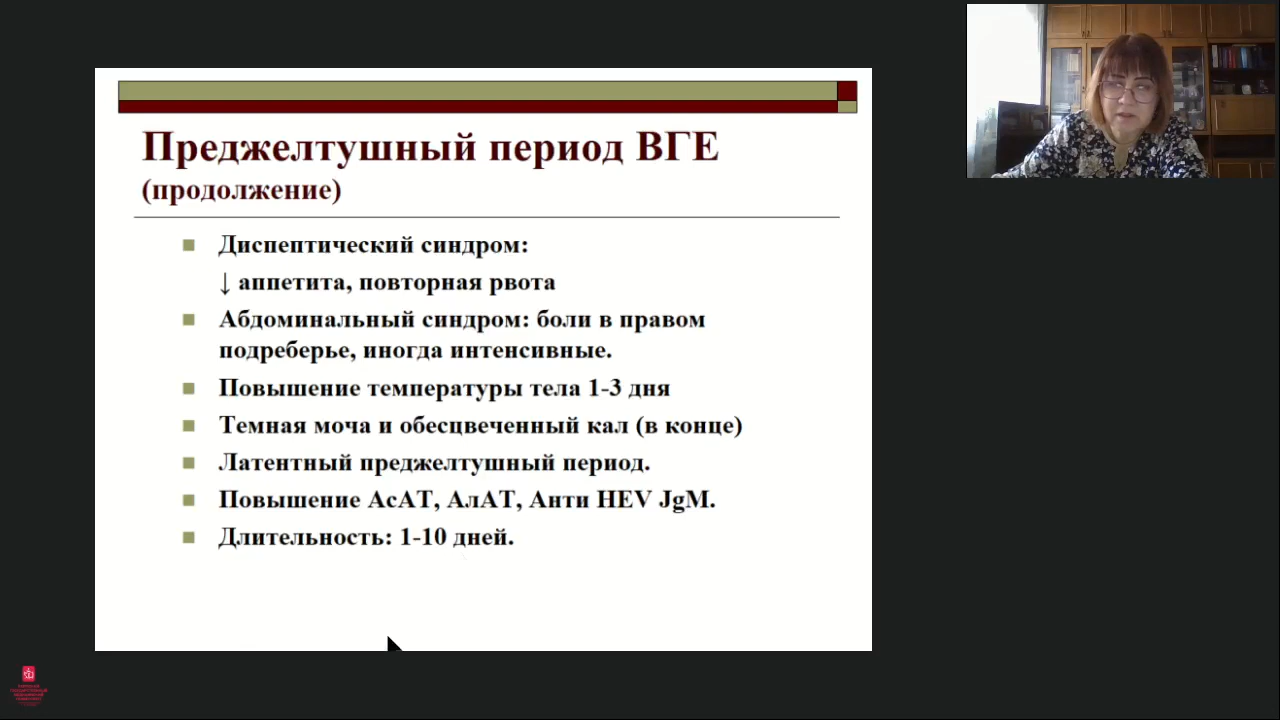 Преджелтушный период ВГЕ
(продолжение)
Диспептический синдром:
↓ аппетита, повторная рвота
Абдоминальный синдром: боли в правом
подреберье, иногда интенсивные.
Повышение температуры тела 1-3 дня
Темная моча и обесцвеченный кал (в конце)
Латентный преджелтушный период.
Повышение АсАТ, АлАТ, Анти HEV JgM.
Длительность: 1-10 дней.